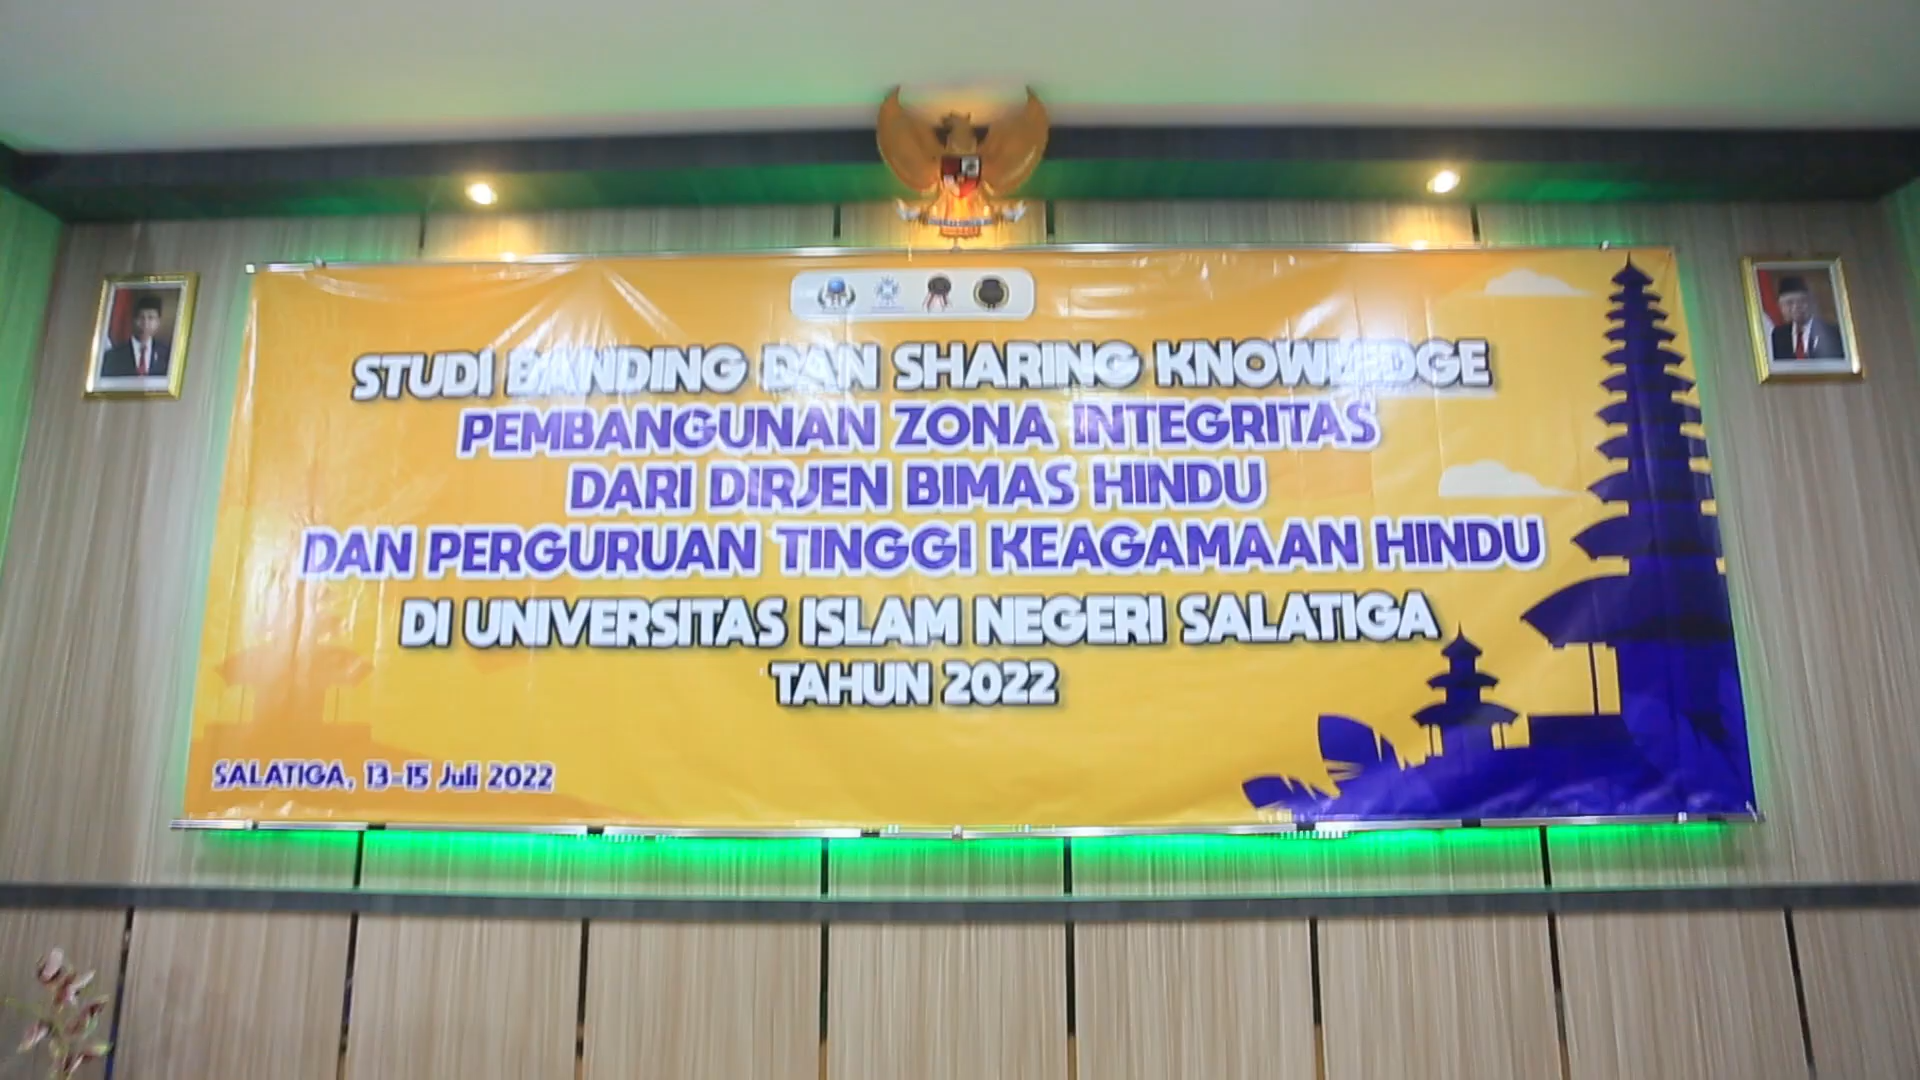 STUDI BANDING DAN SHARING KNOWLEDGE
PEMBANGUNAN ZONA INTEGRITAS
DARI DIRJEN BIMAS HINDU
DAN PERGURUAN TINGGI KEAGAMAAN HINDU
DI UNIVERSITAS ISLAM NEGERI SALATIGA
TAHUN 2022
SALATIGA, 13-15 Juli 2022